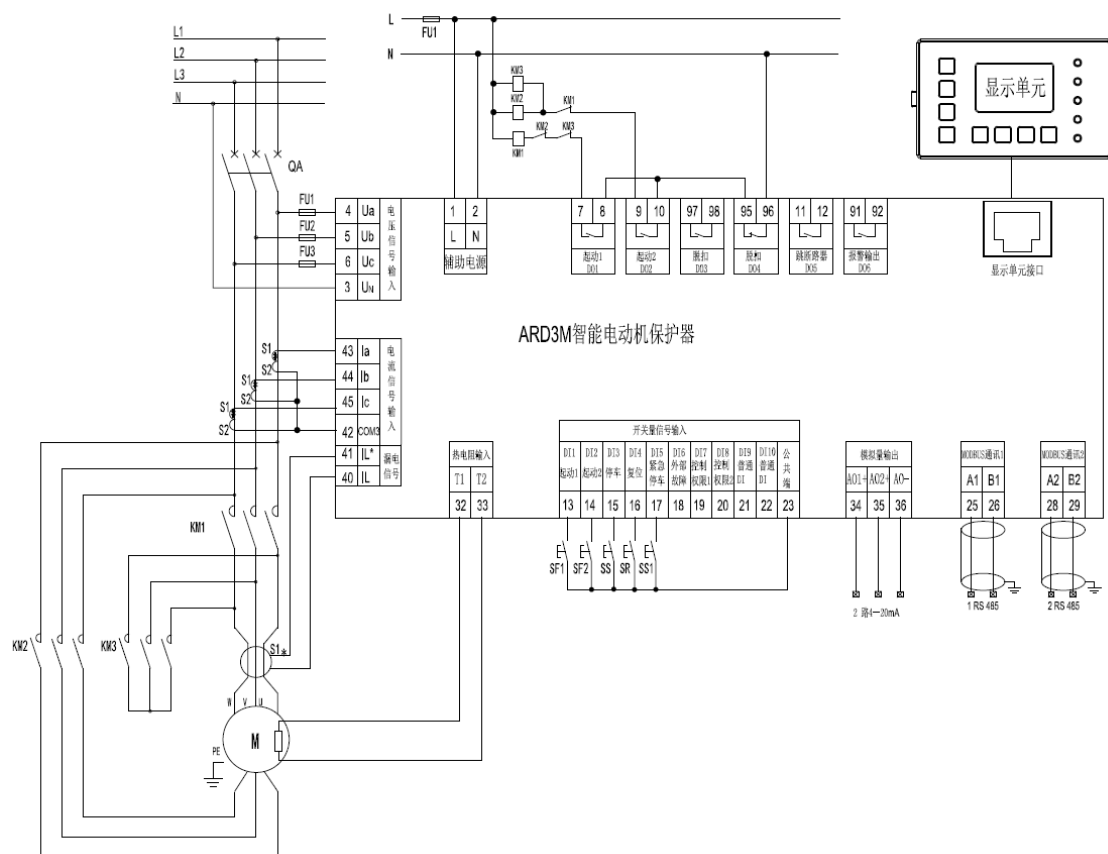 L1
L2
L3
N
QA
L
FU1
N
KM3
KM2
KM1
KM1
KM2
KM3
显示单元
FU1
FU2
FU3
4 Ua
5 Ub
6 Uc
3 UN
电压信号输入
1 2
L N
辅助电源
7 8
起动1
DO1
9 10
起动2
DO2
97 98
脱扣
DO3
95 96
脱扣
DO4
11 12
跳断路器
DO5
91 92
报警输出
DO6
显示单元接口
ARD3M智能电动机保护器
S1
S2
S1
S2
S1
S2
43 Ia
44 Ib
45 Ic
42 COM3
电流信号输入
41 IL*
40 IL
漏电信号
热电阻输入
T1 T2
32 33
开关量信号输入
DI1 起动1
DI2 起动2
DI3 停车
DI4 复位
DI5 紧急停车
DI6 外部故障
DI7 控制权限1
DI8 控制权限2
DI9 普通DI
DI10 普通DI
公共端
13 14 15 16 17 18 19 20 21 22 23
SF1 SF2 SS SR SS1
模拟量输出
AO1+ AO2+ AO-
34 35 36
2 路4—20mA
MODBUS通讯1
A1 B1
25 26
1 RS 485
MODBUS通讯2
A2 B2
28 29
2 RS 485
KM1
KM2
KM3
S1*
W V U
M
PE